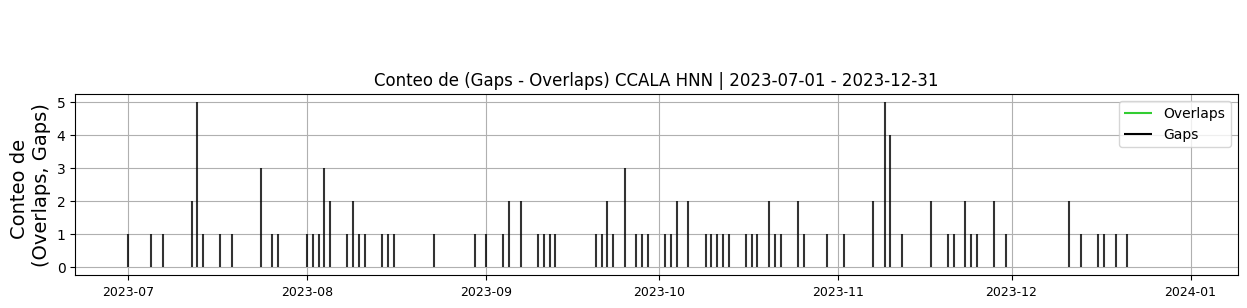 Conteo de (Gaps - Overlaps) CCALA HNN | 2023-07-01 - 2023-12-31
Conteo de
(Overlaps, Gaps)
5
4
3
2
1
0
Overlaps
Gaps
2023-07
2023-08
2023-09
2023-10
2023-11
2023-12
2024-01